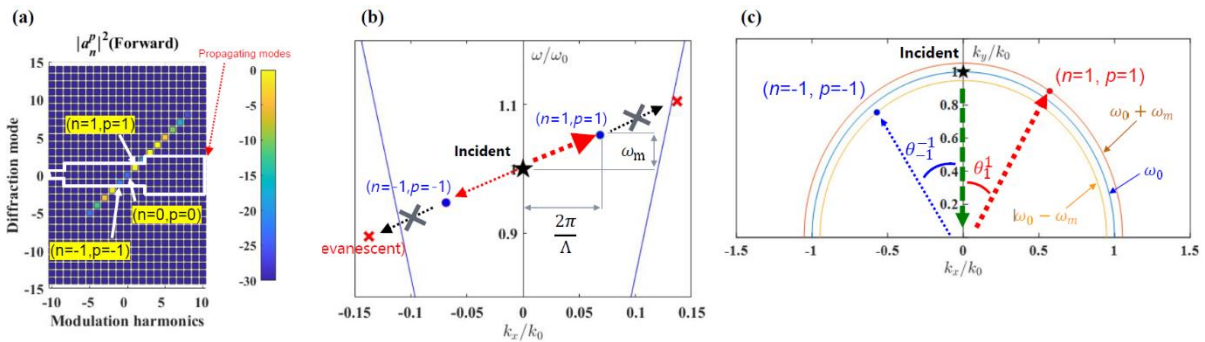 (a)
|a_n^p|^2(Forward)
Propagating modes
15
10
5
0
-5
-10
-15
Diffraction mode
(n=1,p=1)
(n=0,p=0)
(n=-1,p=-1)
-10
-5
0
5
10
Modulation harmonics
0
-5
-10
-15
-20
-25
-30
(b)
ω/ω₀
1.1
(n=1,p=1)
Incident
ω_m
(n=-1,p=-1)
2π
Λ
0.9
evanescent)
-0.15
-0.1
-0.05
0
0.05
0.1
0.15
k_x/k_0
(c)
Incident
k_y/k_0
1
(n=-1, p=-1)
(n=1, p=1)
0.8
ω₀ + ω_m
θ_{-1}^{-1}
θ_1^1
ω₀
0.4
0.2
ω₀ − ω_m
-1.5
-1
-0.5
0
0.5
1
1.5
k_x/k_0